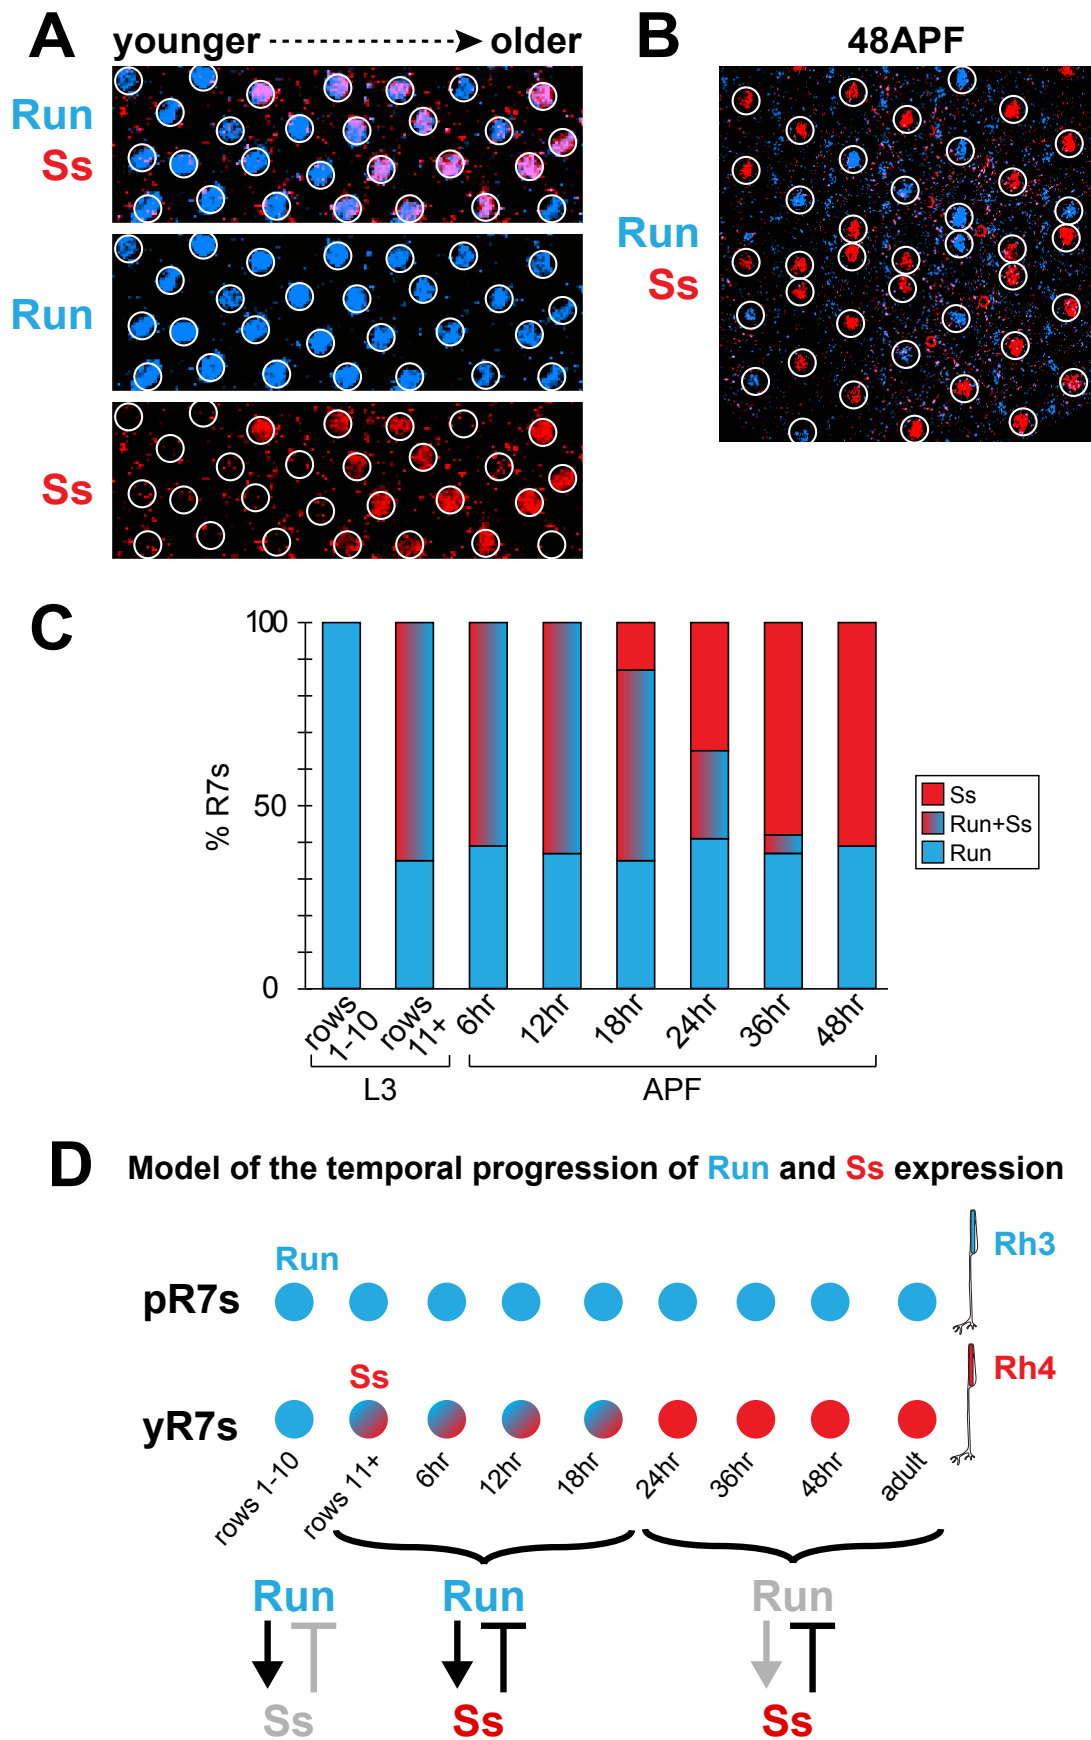 A
younger
older
Run
Ss
Run
Ss
B
48APF
Run
Ss
C
% R7s
100
50
0
rows 1-10
rows 11+
6hr
12hr
18hr
24hr
36hr
48hr
L3
APF
Ss
Run+Ss
Run
D
Model of the temporal progression of Run and Ss expression
Run
pR7s
Rh3
Ss
yR7s
Rh4
rows 1-10
rows 11+
6hr
12hr
18hr
24hr
36hr
48hr
adult
Run
Run
Run
Ss
Ss
Ss